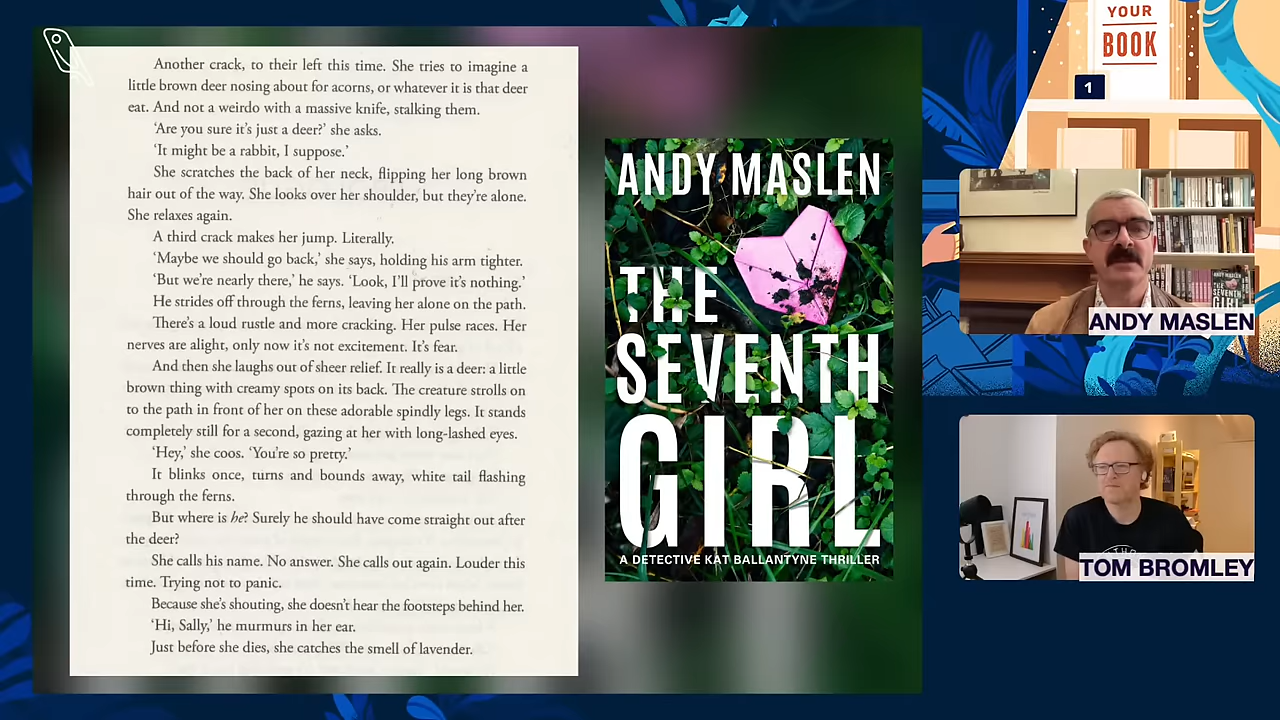 Another crack, to their left this time. She tries to imagine a
little brown deer nosing about for acorns, or whatever it is that deer
eat. And not a weirdo with a massive knife, stalking them.
‘Are you sure it’s just a deer?’ she asks.
‘It might be a rabbit, I suppose.’
She scratches the back of her neck, flipping her long brown
hair out of the way. She looks over her shoulder, but they’re alone.
She relaxes again.
A third crack makes her jump. Literally.
‘Maybe we should go back,’ she says, holding his arm tighter.
‘But we’re nearly there,’ he says. ‘Look, I’ll prove it’s nothing.’
He strides off through the ferns, leaving her alone on the path.
There’s a loud rustle and more cracking. Her pulse races. Her
nerves are alight, only now it’s not excitement. It’s fear.
And then she laughs out of sheer relief. It really is a deer: a little
brown thing with creamy spots on its back. The creature strolls on
to the path in front of her on these adorable spindly legs. It stands
completely still for a second, gazing at her with long-lashed eyes.
‘Hey,’ she coos. ‘You’re so pretty.’
It blinks once, turns and bounds away, white tail flashing
through the ferns.
But where is he? Surely he should have come straight out after
the deer?
She calls his name. No answer. She calls out again. Louder this
time. Trying not to panic.
Because she’s shouting, she doesn’t hear the footsteps behind her.
‘Hi, Sally,’ he murmurs in her ear.
Just before she dies, she catches the smell of lavender.
ANDY MASLEN
THE
SEVENTH
GIRL
A DETECTIVE KAT BALLANTYNE THRILLER
YOUR
BOOK
1
ANDY MASLEN
THE
SEVENTH
GIRL
ANDY MASLEN
TOM BROMLEY